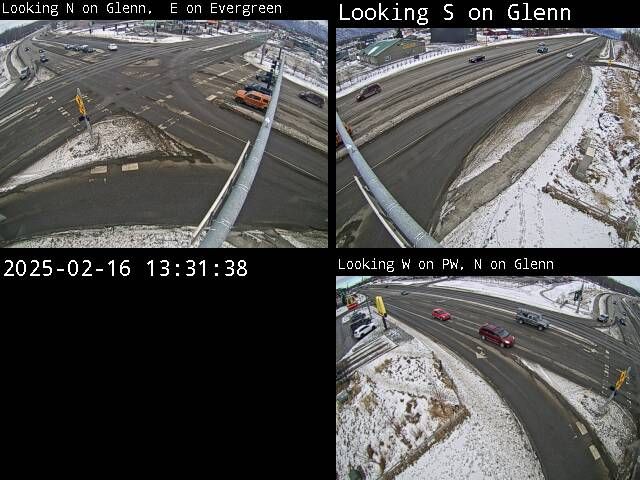 Looking N on Glenn,  E on Evergreen
Looking S on Glenn
2025-02-16 13:31:38
Looking W on PW, N on Glenn